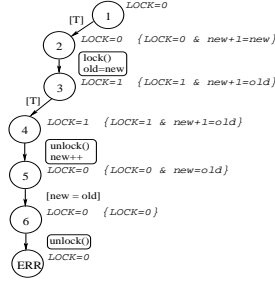 1 LOCK=0
[T]
2 LOCK=0 {LOCK=0 & new+1=new}
lock()
old=new
3 LOCK=1 {LOCK=1 & new+1=old}
[T]
4 LOCK=1 {LOCK=1 & new+1=old}
unlock()
new++
5 LOCK=0 {LOCK=0 & new=old}
[new = old]
6 LOCK=0 {LOCK=0}
unlock()
ERR LOCK=0